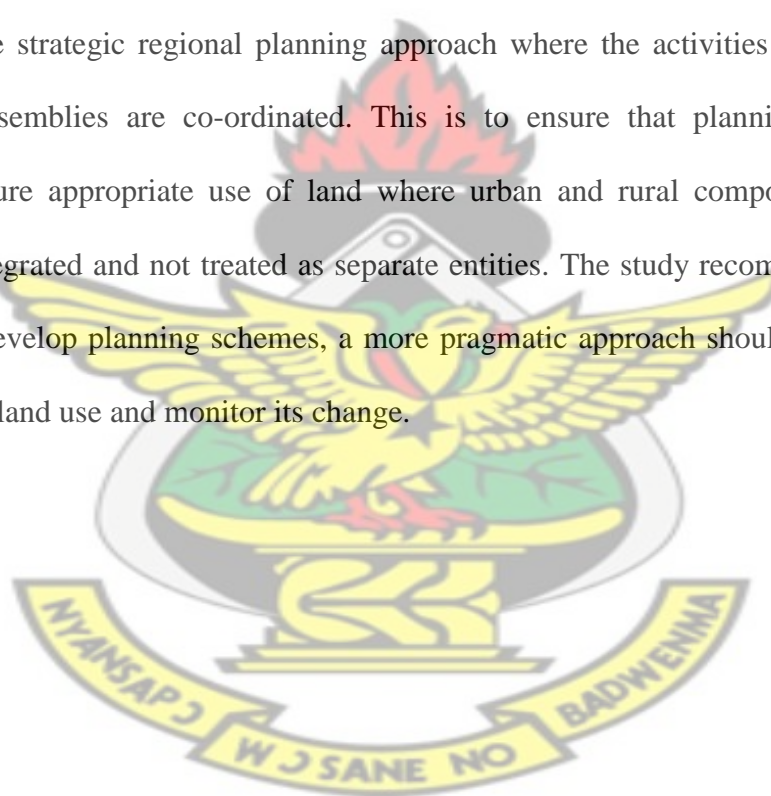 e strategic regional planning approach where the activities
semblies are co-ordinated. This is to ensure that planni
ure appropriate use of land where urban and rural compo
egrated and not treated as separate entities. The study recom
evelop planning schemes, a more pragmatic approach shoul
land use and monitor its change.
NYANSAPƆ
WƆSANE NO
BADWENMA